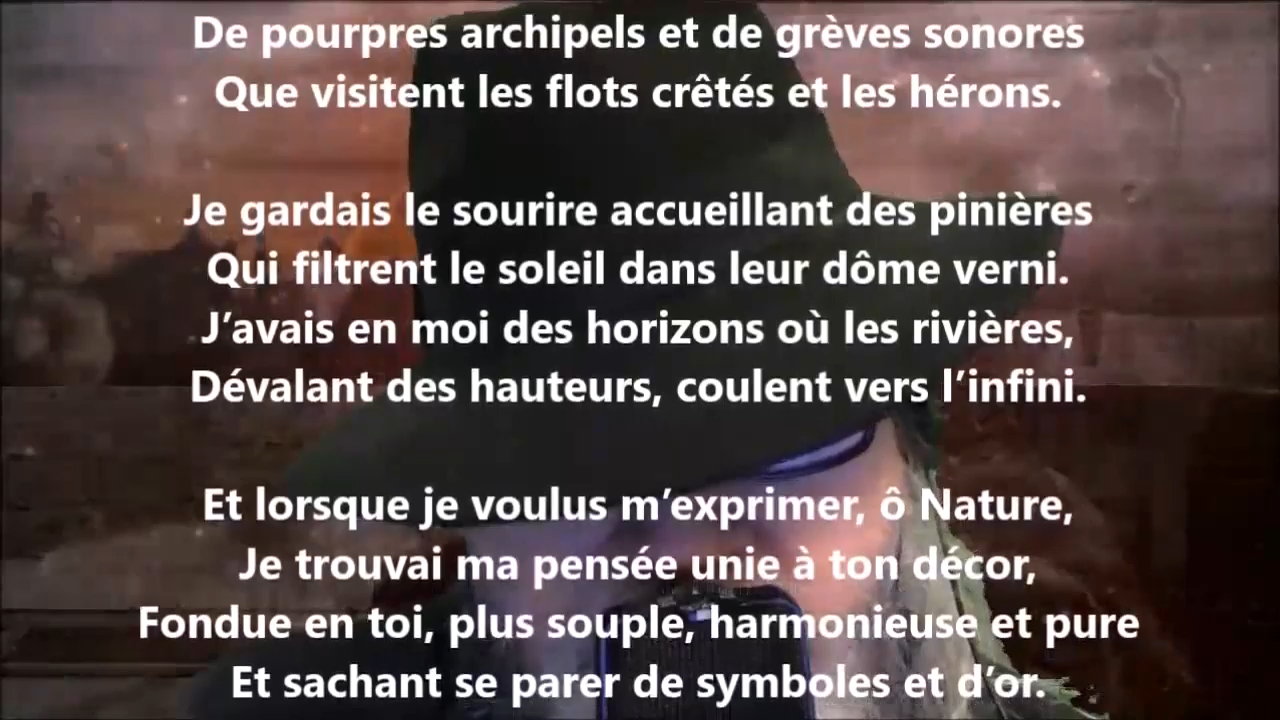 De pourpres archipels et de grèves sonores
Que visitent les flots crêtés et les hérons.
Je gardais le sourire accueillant des pinières
Qui filtrent le soleil dans leur dôme verni.
J’avais en moi des horizons où les rivières,
Dévalant des hauteurs, coulent vers l’infini.
Et lorsque je voulus m’exprimer, ô Nature,
Je trouvai ma pensée unie à ton décor,
Fondue en toi, plus souple, harmonieuse et pure
Et sachant se parer de symboles et d’or.